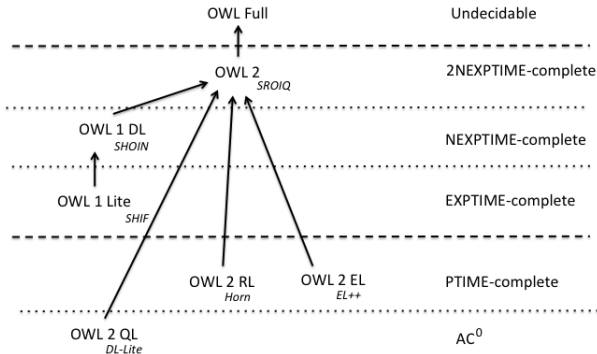 OWL Full Undecidable
OWL 2 2NEXPTIME-complete
SROIQ
OWL 1 DL NEXPTIME-complete
SHOIN
OWL 1 Lite EXPTIME-complete
SHIF
OWL 2 RL OWL 2 EL PTIME-complete
Horn EL++
OWL 2 QL AC⁰
DL-Lite